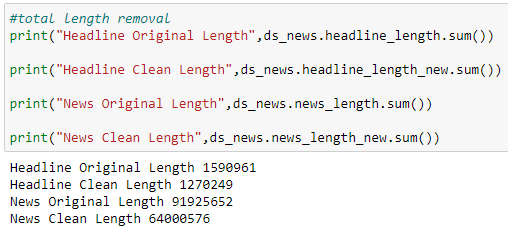 #total length removal
print("Headline Original Length",ds_news.headline_length.sum())
print("Headline Clean Length",ds_news.headline_length_new.sum())
print("News Original Length",ds_news.news_length.sum())
print("News Clean Length",ds_news.news_length_new.sum())
Headline Original Length 1590961
Headline Clean Length 1270249
News Original Length 91925652
News Clean Length 64000576